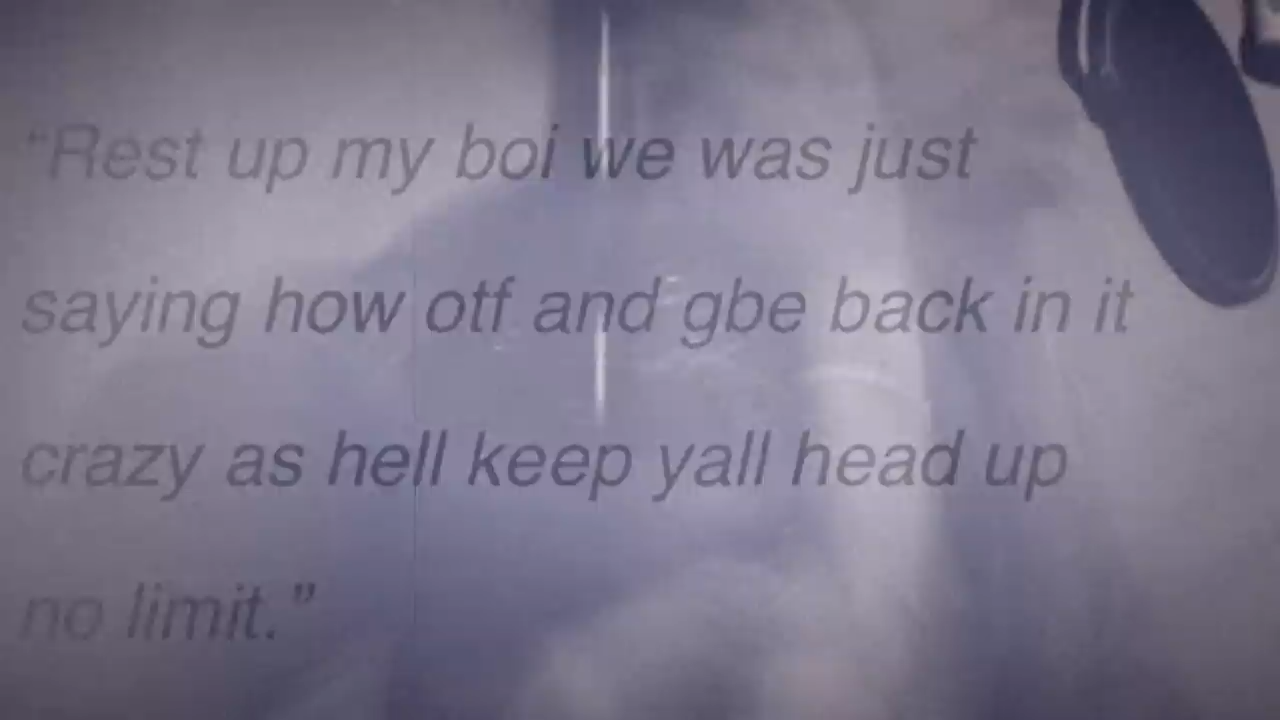 “Rest up my boi we was just
saying how otf and gbe back in it
crazy as hell keep yall head up
no limit.”